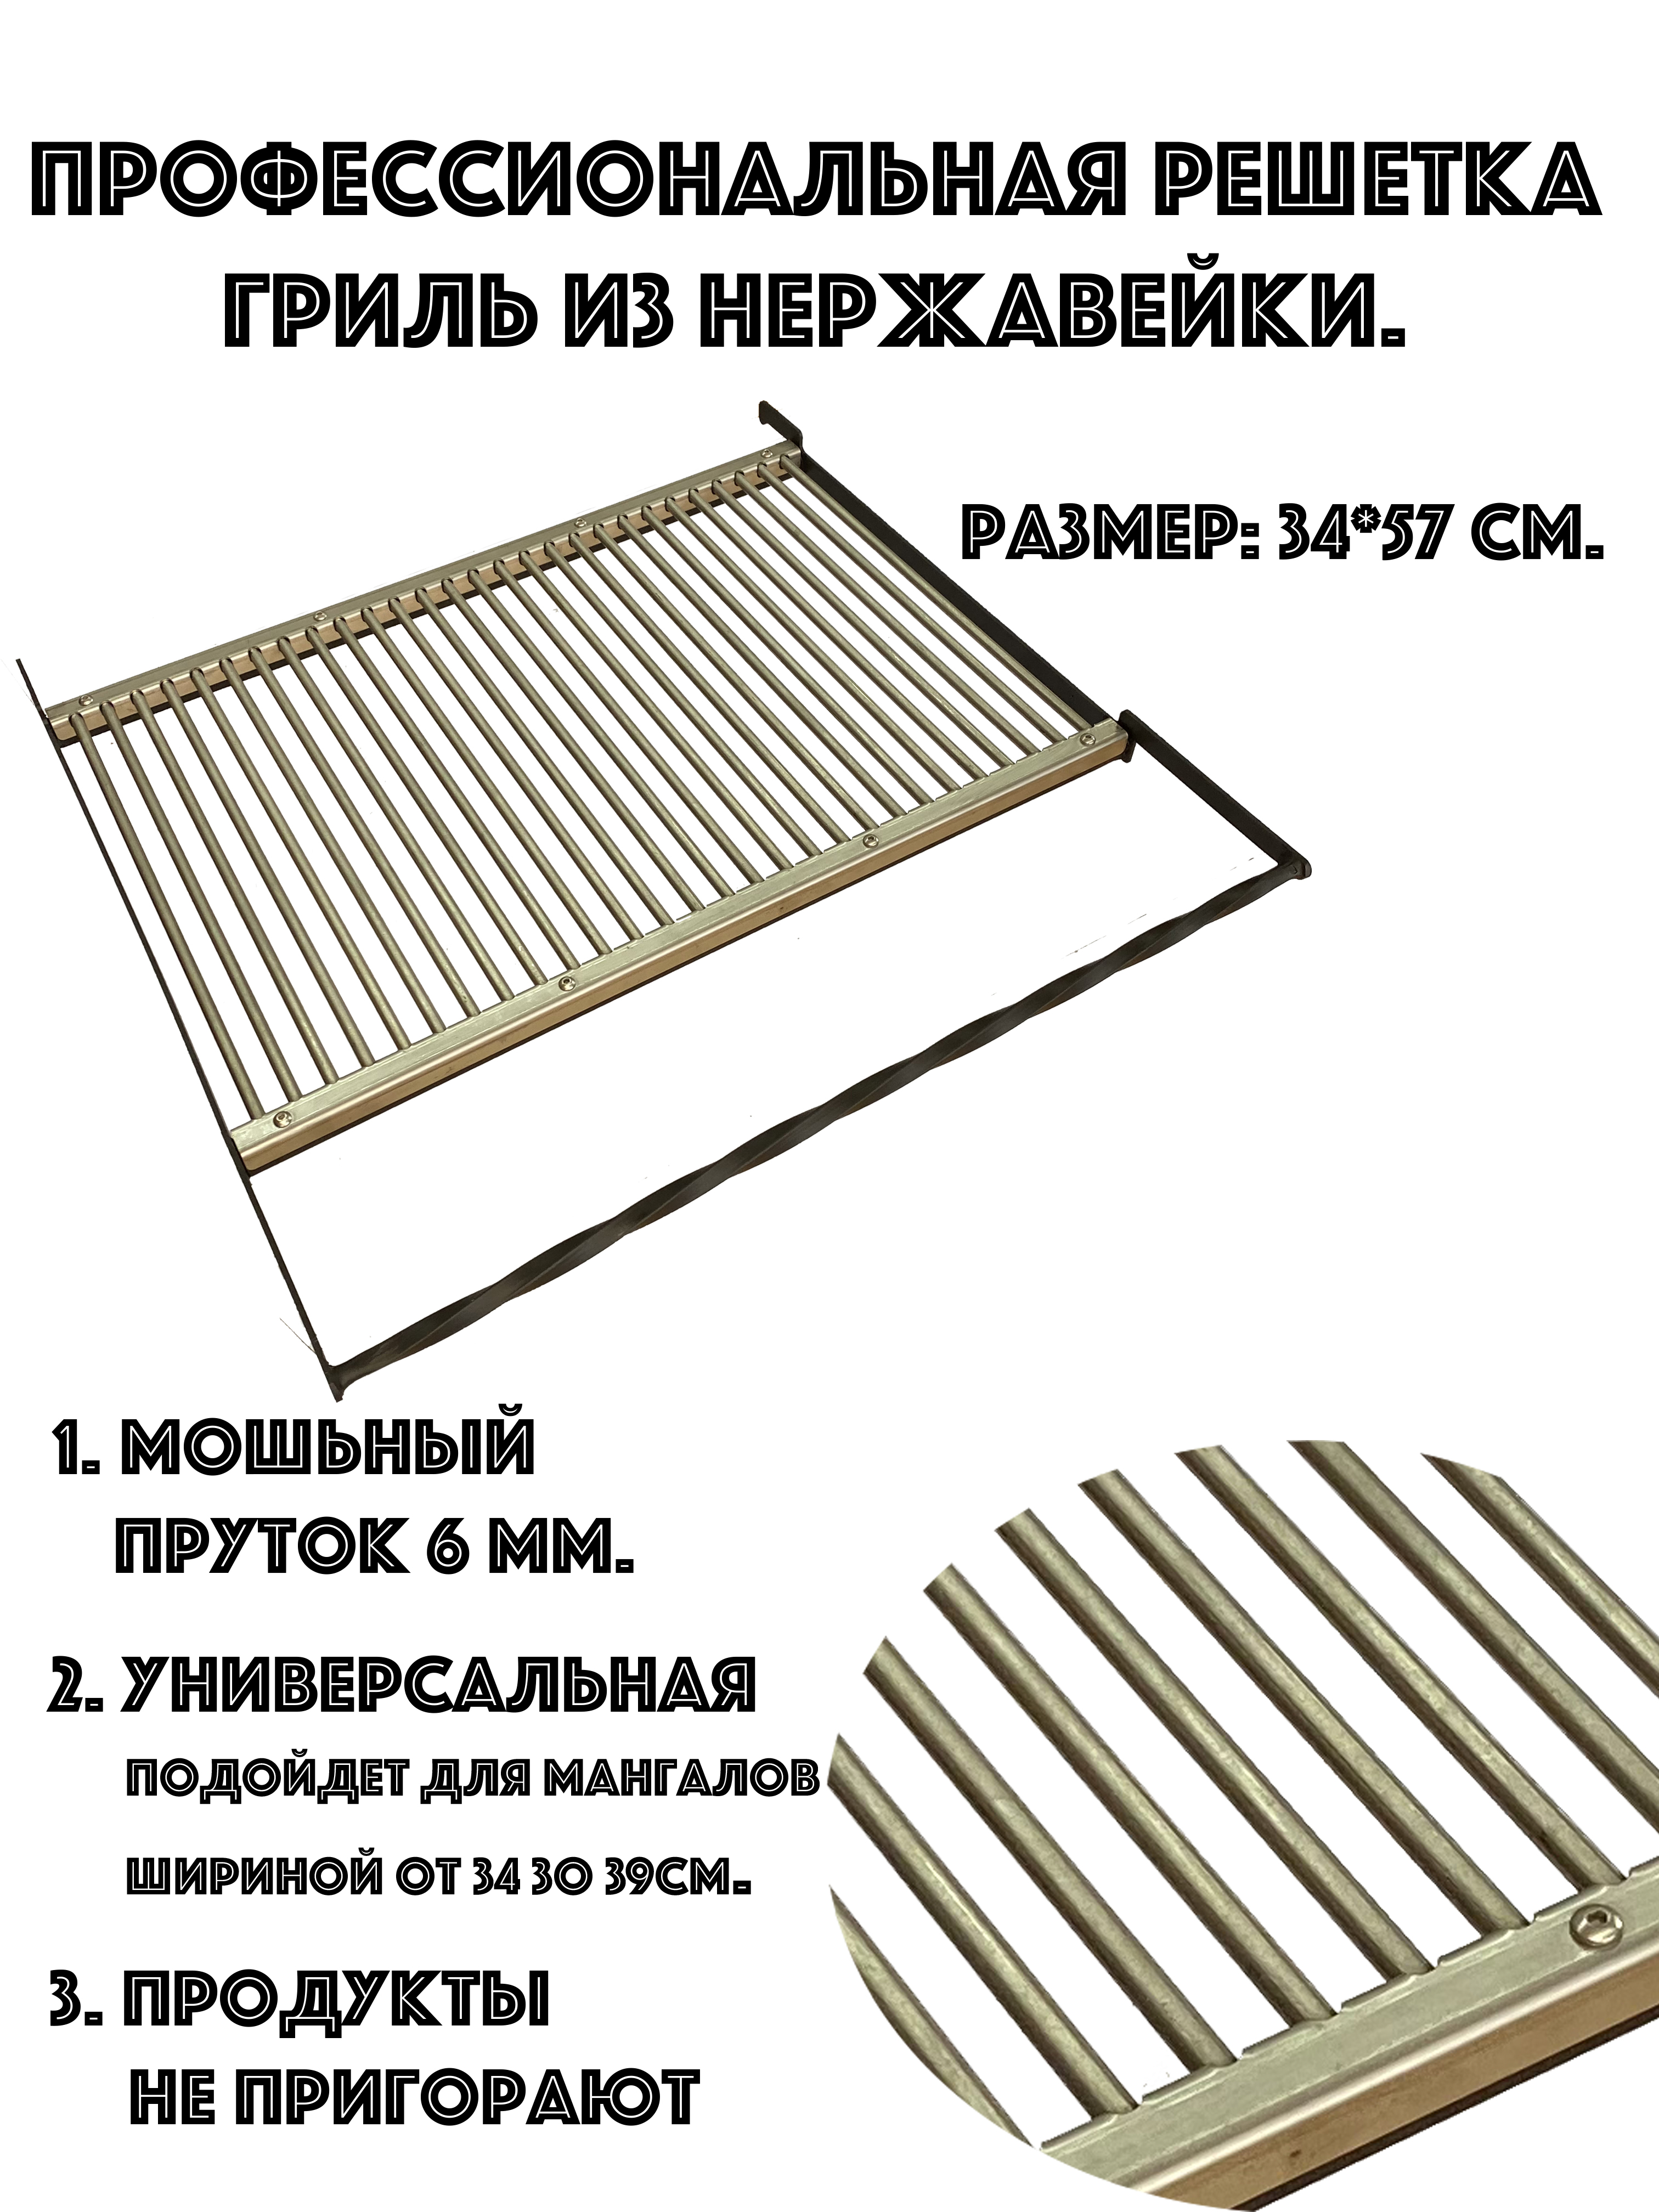 ПРОФЕССИОНАЛЬНАЯ РЕШЕТКА
ГРИЛЬ ИЗ НЕРЖАВЕЙКИ.
РАЗМЕР: 34*57 СМ.
1. МОШЬНЫЙ
ПРУТОК 6 ММ.
2. УНИВЕРСАЛЬНАЯ
ПОДОЙДЕТ ДЛЯ МАНГАЛОВ
ШИРИНОЙ ОТ 34 ЗО 39СМ.
3. ПРОДУКТЫ
НЕ ПРИГОРАЮТ